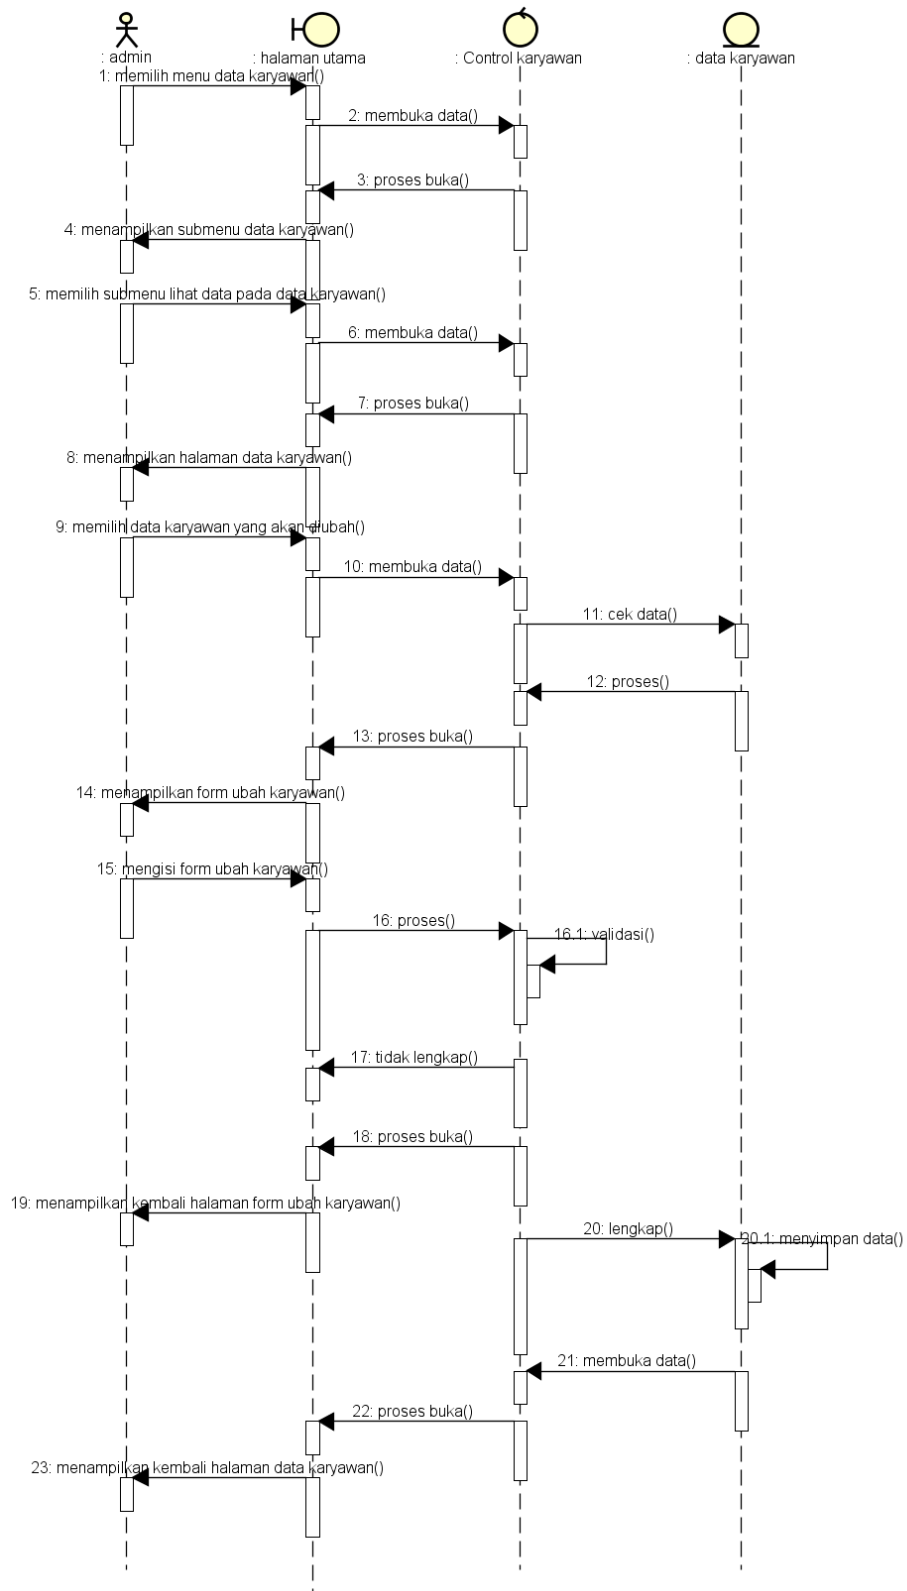 : admin
: halaman utama
: Control karyawan
: data karyawan
1: memilih menu data karyawan()
2: membuka data()
3: proses buka()
4: menampilkan submenu data karyawan()
5: memilih submenu lihat data pada data karyawan()
6: membuka data()
7: proses buka()
8: menampilkan halaman data karyawan()
9: memilih data karyawan yang akan diubah()
10: membuka data()
11: cek data()
12: proses()
13: proses buka()
14: menampilkan form ubah karyawan()
15: mengisi form ubah karyawan()
16: proses()
16.1: validasi()
17: tidak lengkap()
18: proses buka()
19: menampilkan kembali halaman form ubah karyawan()
20: lengkap()
20.1: menyimpan data()
21: membuka data()
22: proses buka()
23: menampilkan kembali halaman data karyawan()